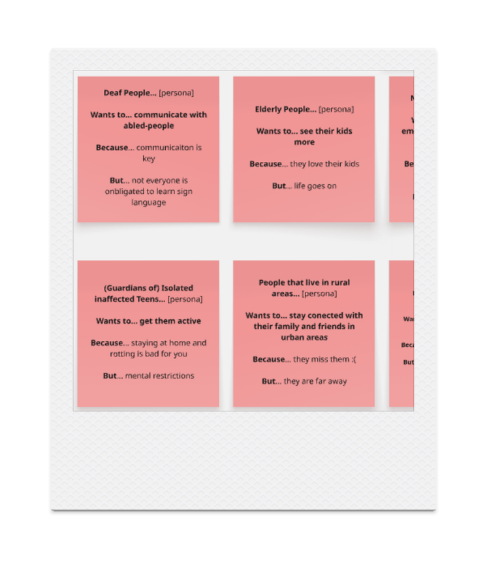 Deaf People... [persona]
Wants to... communicate with
abled-people
Because... communicaiton is
key
But... not everyone is
onbligated to learn sign
language
Elderly People... [persona]
Wants to... see their kids
more
Because... they love their kids
But... life goes on
(Guardians of) Isolated
inaffected Teens... [persona]
Wants to... get them active
Because... staying at home and
rotting is bad for you
But... mental restrictions
People that live in rural
areas... [persona]
Wants to... stay conected with
their family and friends in
urban areas
Because... they miss them :(
But... they are far away